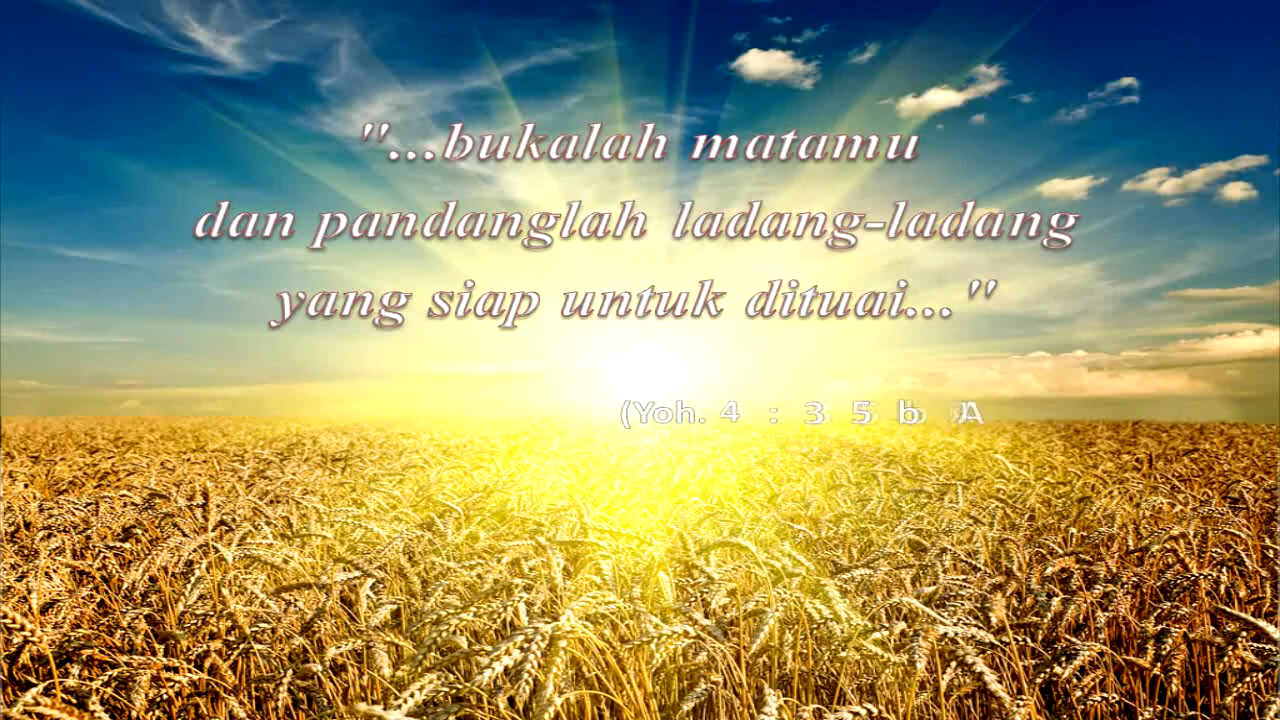 "...bukalah matamu
dan pandanglah ladang-ladang
yang siap untuk dituai..."
(Yoh. 4 : 3 5 b